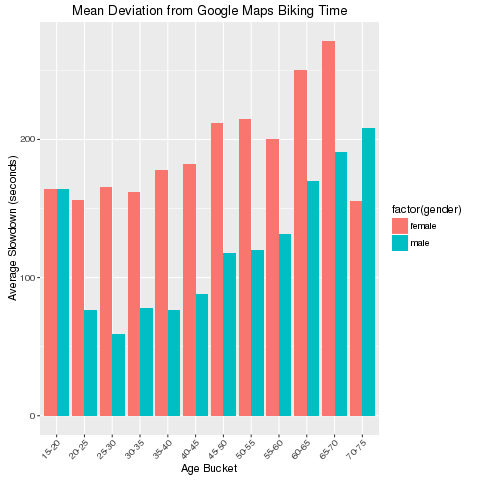 Mean Deviation from Google Maps Biking Time
Average Slowdown (seconds)
200
100
0
15-20
20-25
25-30
30-35
35-40
40-45
45-50
50-55
55-60
60-65
65-70
70-75
Age Bucket
factor(gender)
female
male